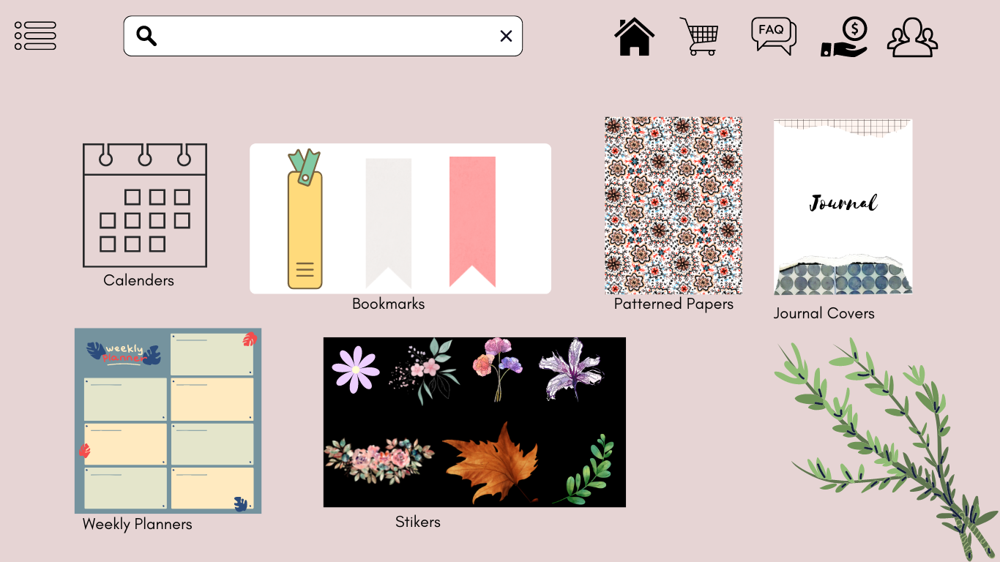 FAQ
$
Calenders
Bookmarks
Patterned Papers
Journal
Journal Covers
weekly
planner
Weekly Planners
Stikers